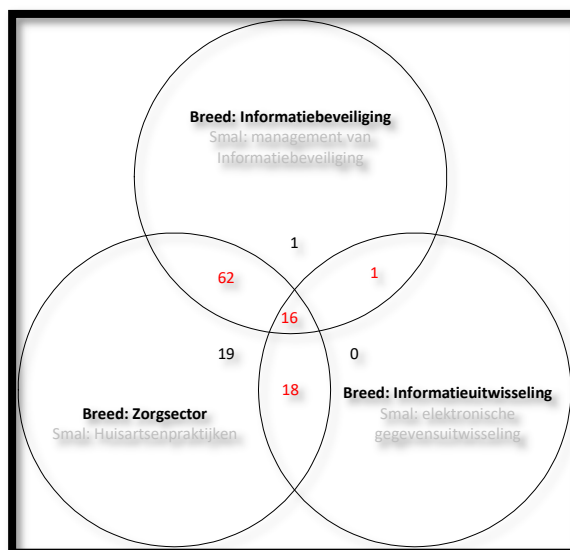 Breed: Informatiebeveiliging
Smal: management van
Informatiebeveiliging
1
62
1
16
19
0
18
Breed: Informatieuitwisseling
Smal: elektronische
gegevensuitwisseling
Breed: Zorgsector
Smal: Huisartsenpraktijken